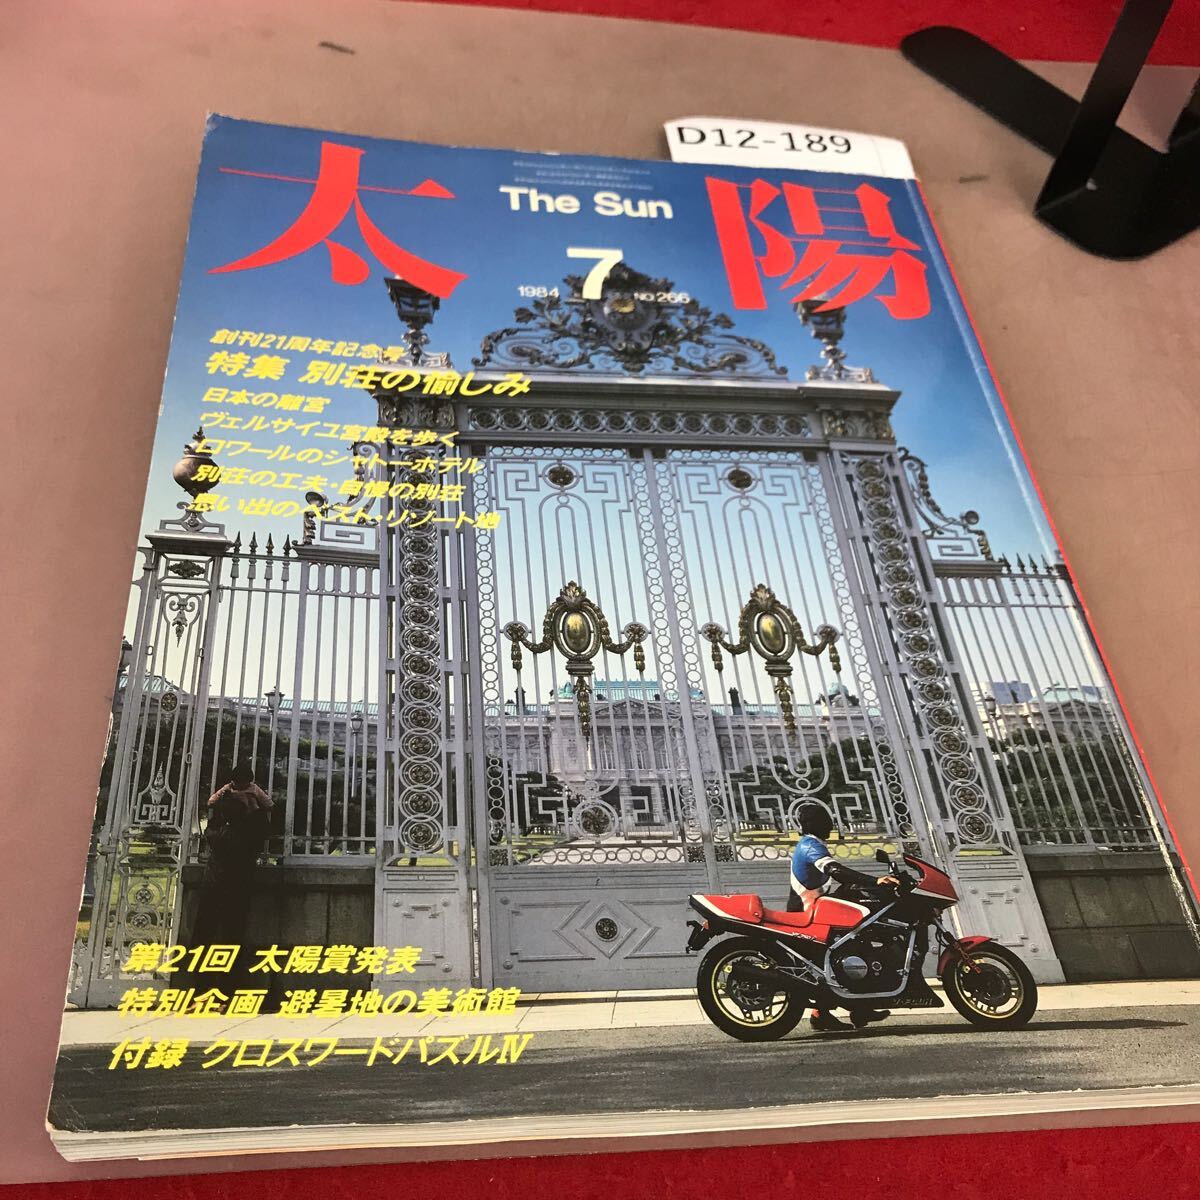 D12-189
太陽
The Sun
7
1984
NO.266
創刊21周年記念号
特集 別荘の愉しみ
日本の離宮
ヴェルサイユ宮殿を歩く
ロワールのシャトーホテル
別荘の工夫・自慢の別荘
思い出のベスト・リゾート地
第21回 太陽賞発表
特別企画 避暑地の美術館
付録 クロスワードパズルⅣ